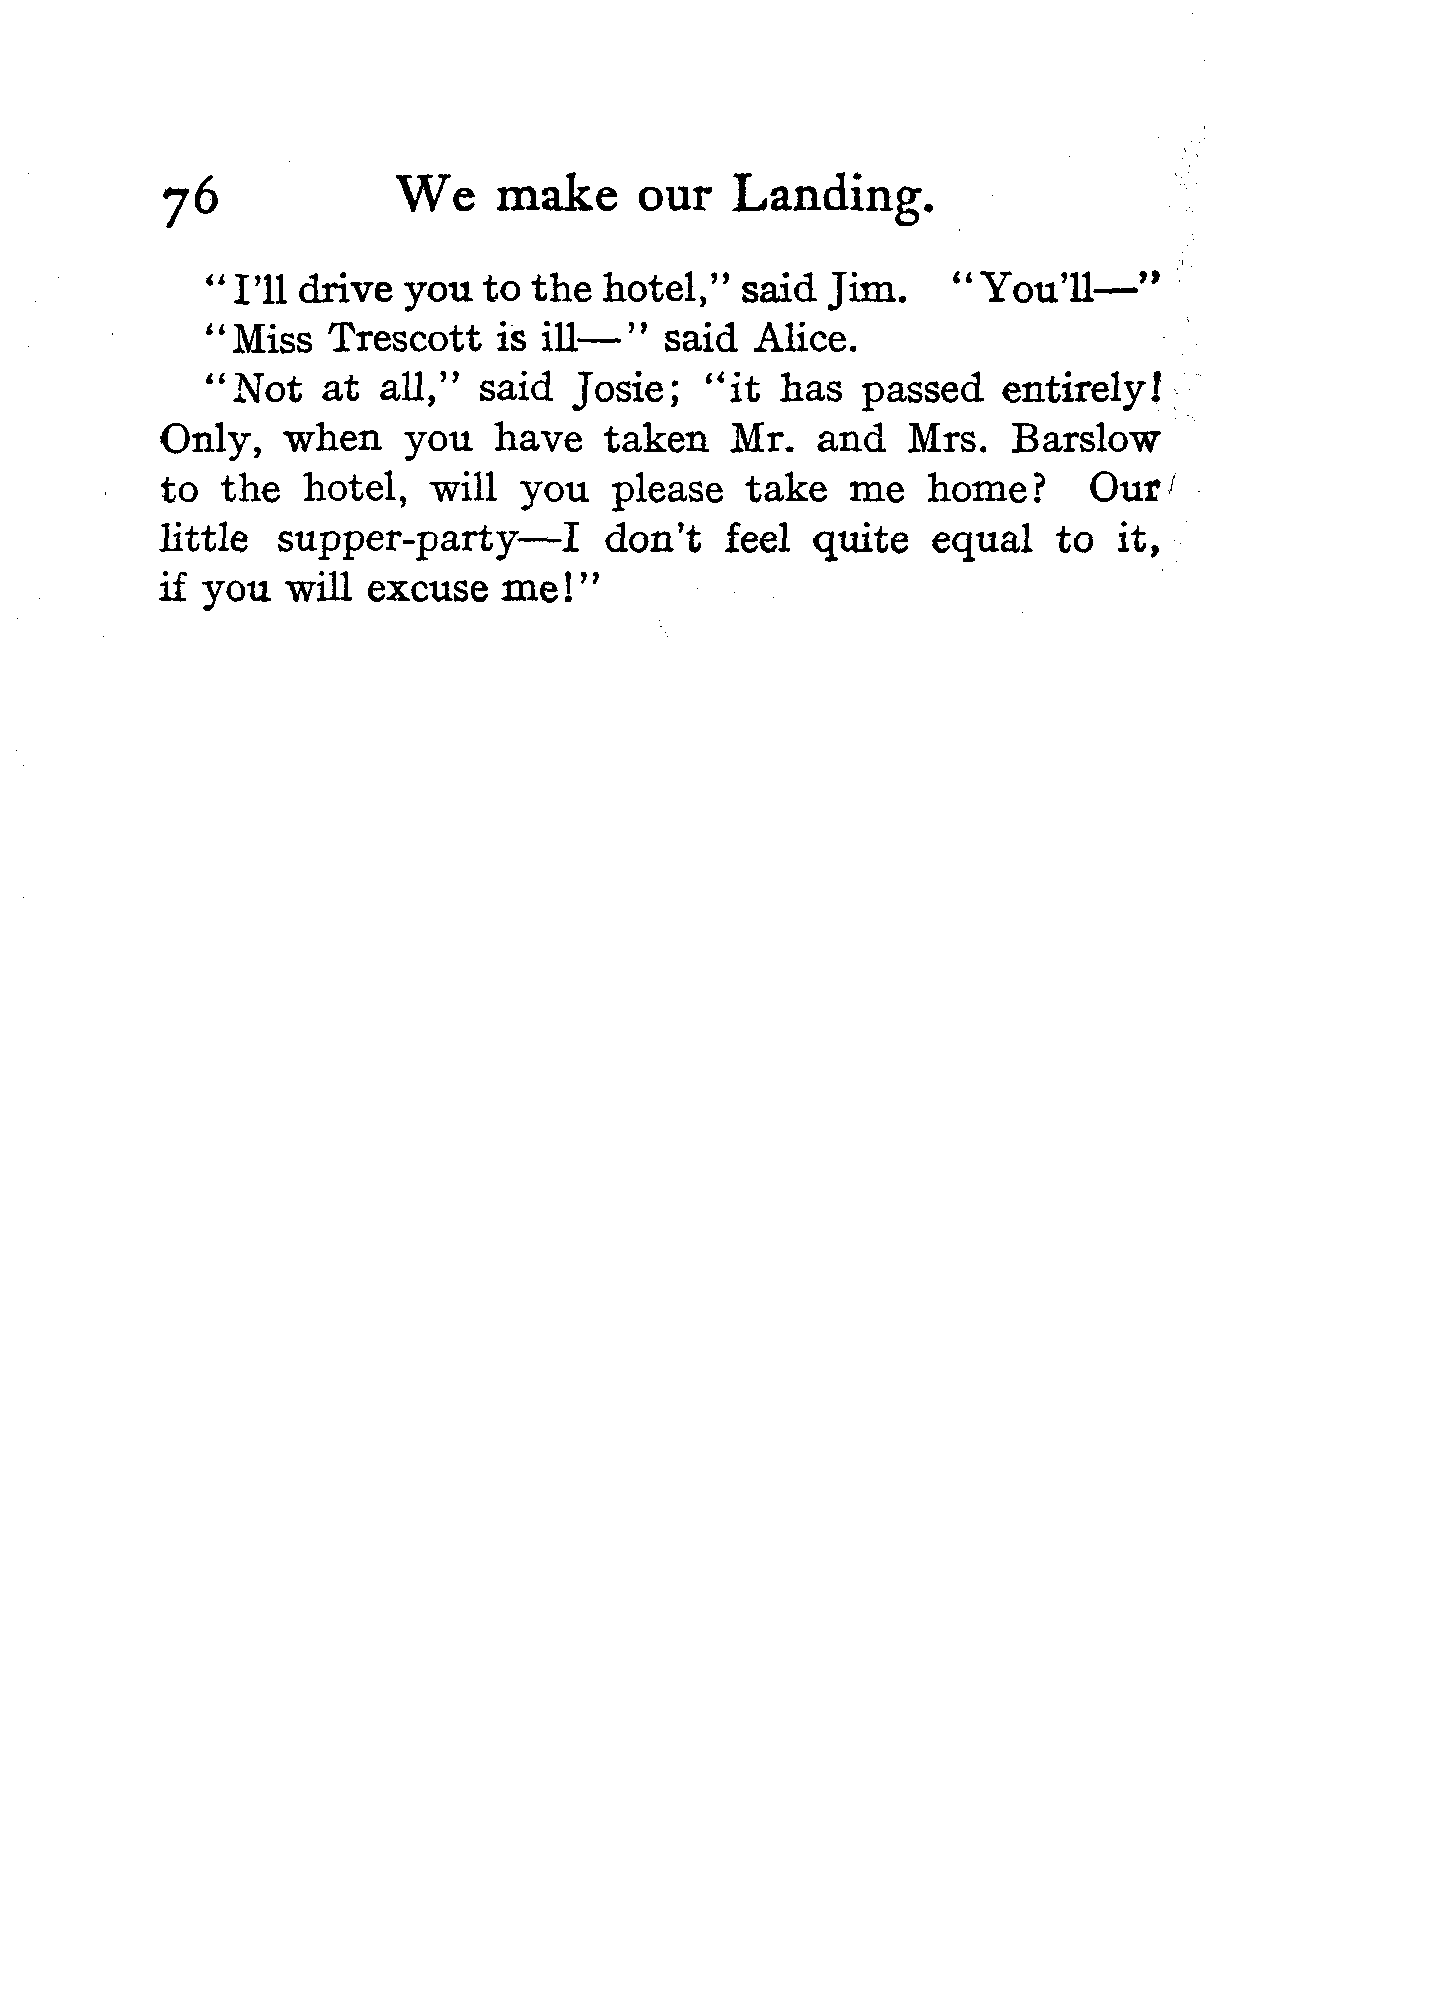 76 We make our Landing.
"I'll drive you to the hotel," said Jim. "You'll—"
"Miss Trescott is ill—" said Alice.
"Not at all," said Josie; "it has passed entirely!
Only, when you have taken Mr. and Mrs. Barslow
to the hotel, will you please take me home? Our
little supper-party—I don't feel quite equal to it,
if you will excuse me!"